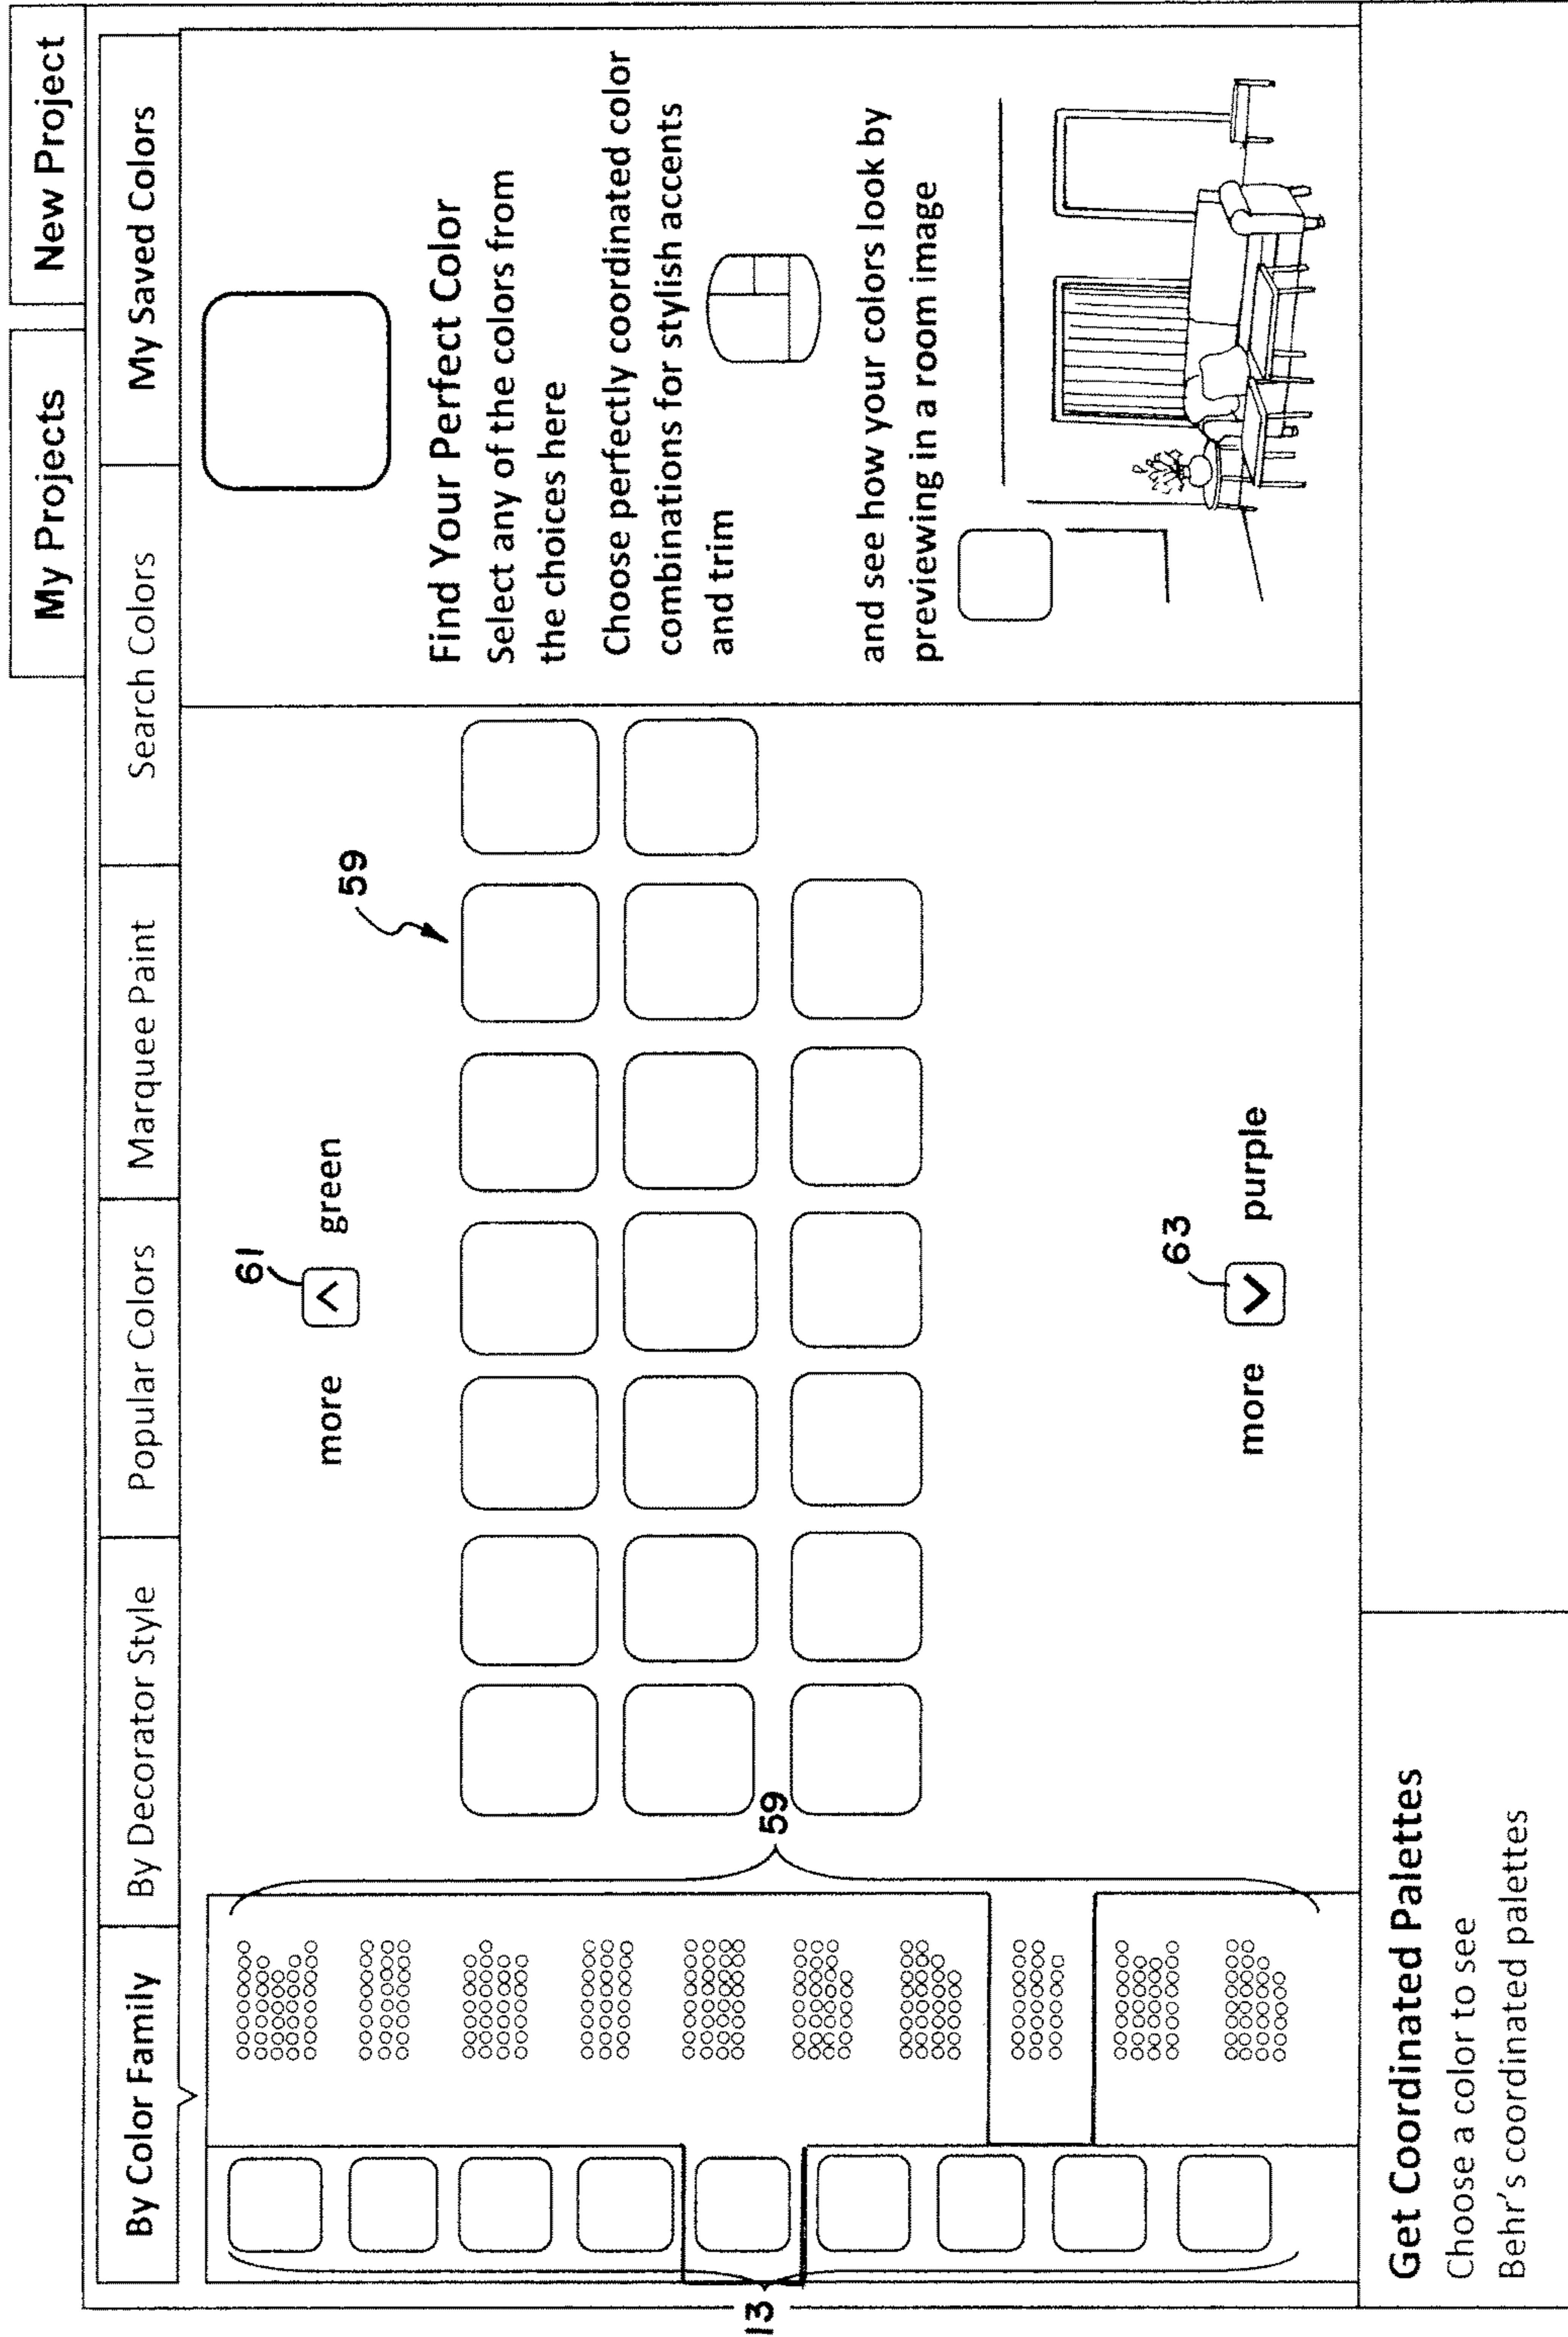 My Projects
New Project
By Color Family
By Decorator Style
Popular Colors
Marquee Paint
Search Colors
My Saved Colors
13
59
more
61
green
59
more
63
purple
Find Your Perfect Color
Select any of the colors from
the choices here
Choose perfectly coordinated color
combinations for stylish accents
and trim
and see how your colors look by
previewing in a room image
Get Coordinated Palettes
Choose a color to see
Behr's coordinated palettes